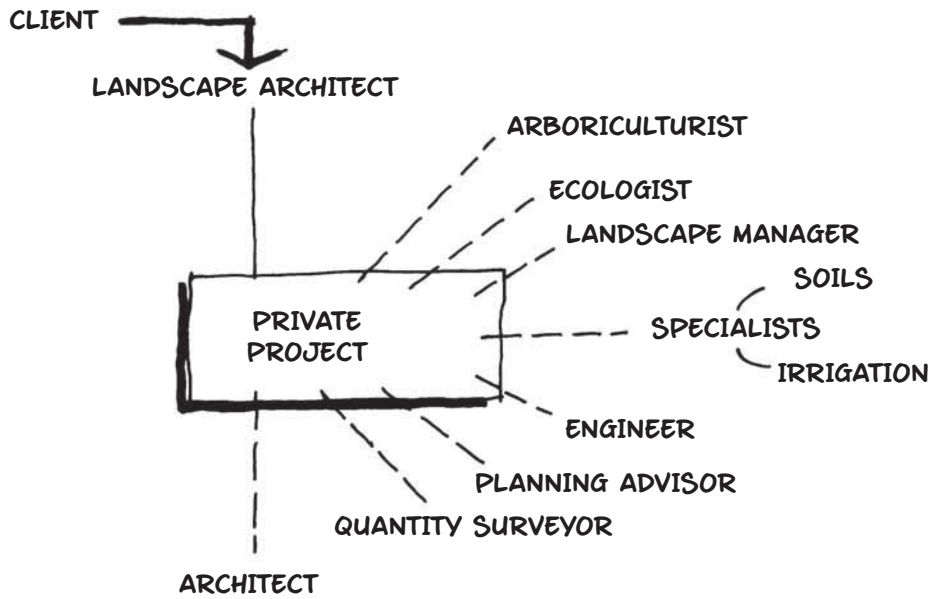 CLIENT
LANDSCAPE ARCHITECT
ARBORICULTURIST
ECOLOGIST
LANDSCAPE MANAGER
SOILS
PRIVATE
PROJECT
SPECIALISTS
IRRIGATION
ENGINEER
PLANNING ADVISOR
QUANTITY SURVEYOR
ARCHITECT